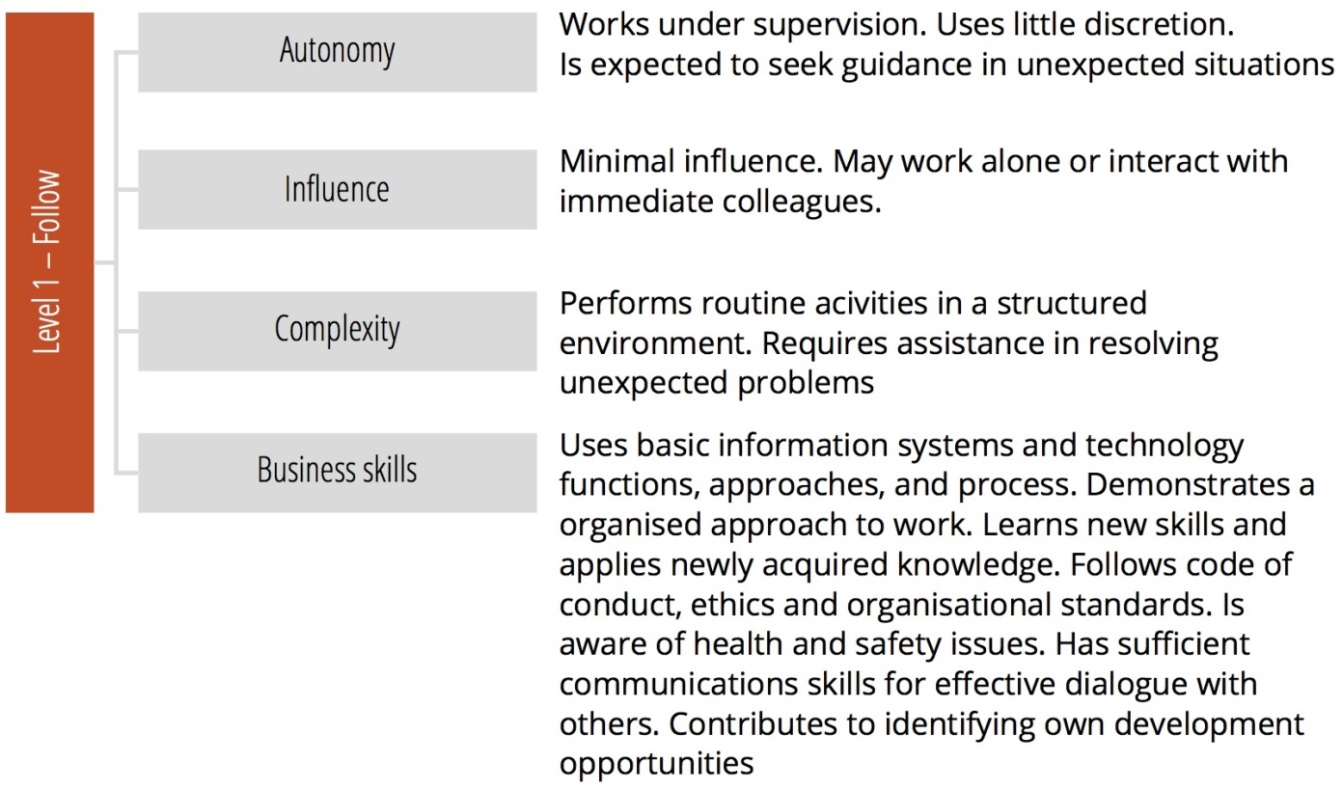 Level 1 – Follow
Autonomy
Works under supervision. Uses little discretion.
Is expected to seek guidance in unexpected situations
Influence
Minimal influence. May work alone or interact with
immediate colleagues.
Complexity
Performs routine acivities in a structured
environment. Requires assistance in resolving
unexpected problems
Business skills
Uses basic information systems and technology
functions, approaches, and process. Demonstrates a
organised approach to work. Learns new skills and
applies newly acquired knowledge. Follows code of
conduct, ethics and organisational standards. Is
aware of health and safety issues. Has sufficient
communications skills for effective dialogue with
others. Contributes to identifying own development
opportunities